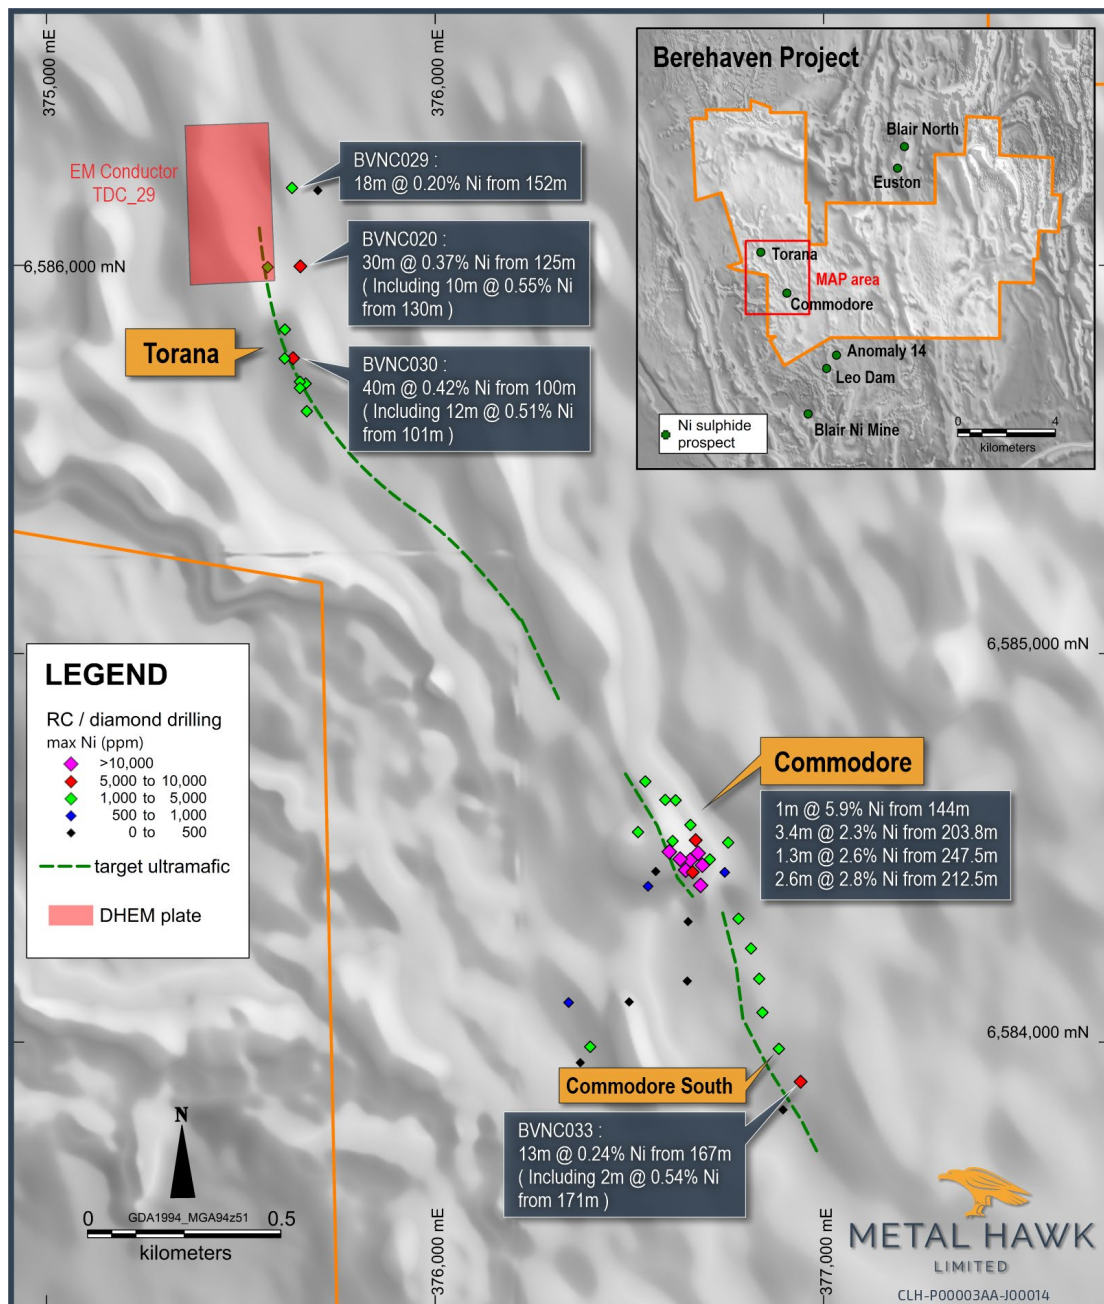 375,000 mE
376,000 mE
Berehaven Project
Blair North
Euston
Torana
MAP area
Commodore
Anomaly 14
Leo Dam
Blair Ni Mine
Ni sulphide
prospect
0 4
kilometers
EM Conductor
TDC_29
BVNC029 :
18m @ 0.20% Ni from 152m
6,586,000 mN
BVNC020 :
30m @ 0.37% Ni from 125m
( Including 10m @ 0.55% Ni
from 130m )
Torana
BVNC030 :
40m @ 0.42% Ni from 100m
( Including 12m @ 0.51% Ni
from 101m )
6,585,000 mN
LEGEND
RC / diamond drilling
max Ni (ppm)
>10,000
5,000 to 10,000
1,000 to 5,000
500 to 1,000
0 to 500
target ultramafic
DHEM plate
Commodore
1m @ 5.9% Ni from 144m
3.4m @ 2.3% Ni from 203.8m
1.3m @ 2.6% Ni from 247.5m
2.6m @ 2.8% Ni from 212.5m
6,584,000 mN
Commodore South
BVNC033 :
13m @ 0.24% Ni from 167m
( Including 2m @ 0.54% Ni
from 171m )
N
GDA1994_MGA94z51
0 0.5
kilometers
376,000 mE
377,000 mE
METAL HAWK
LIMITED
CLH-P00003AA-J00014